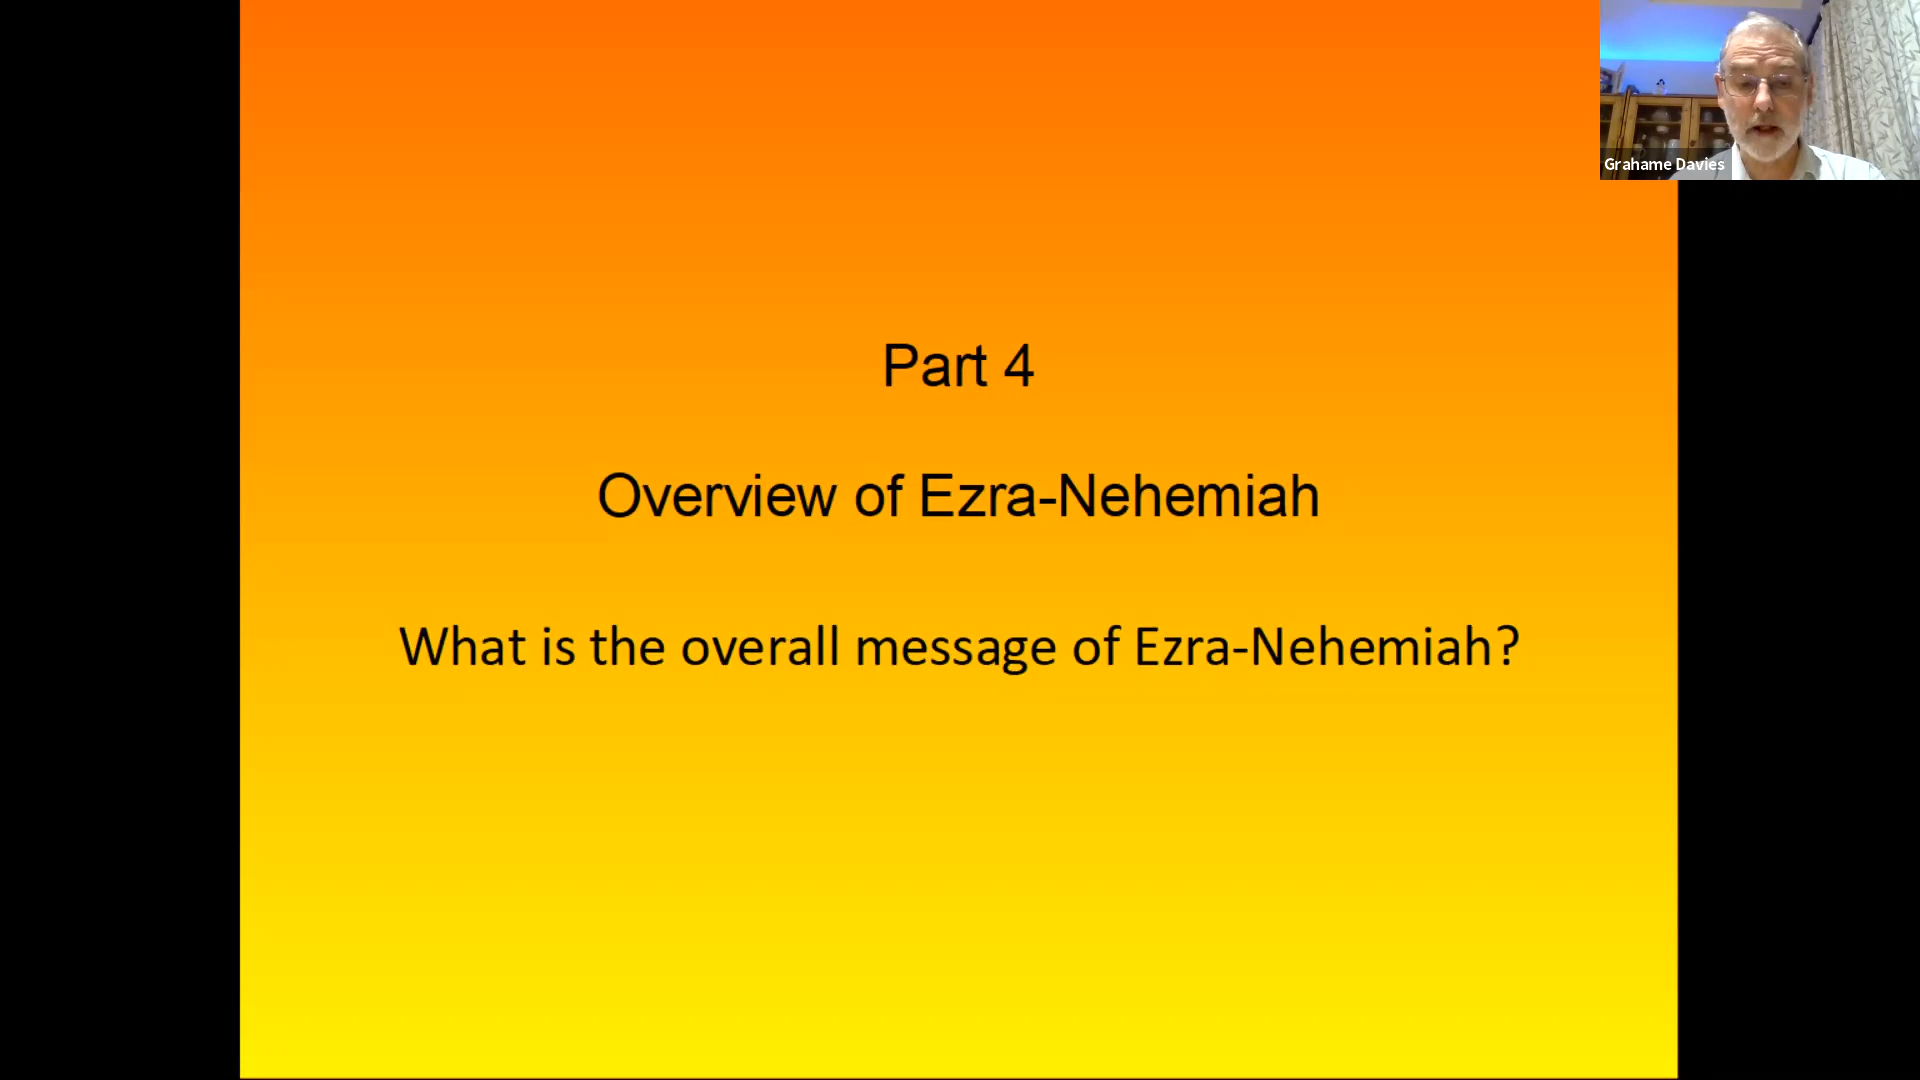 Part 4
Overview of Ezra-Nehemiah
What is the overall message of Ezra-Nehemiah?
Grahame Davies